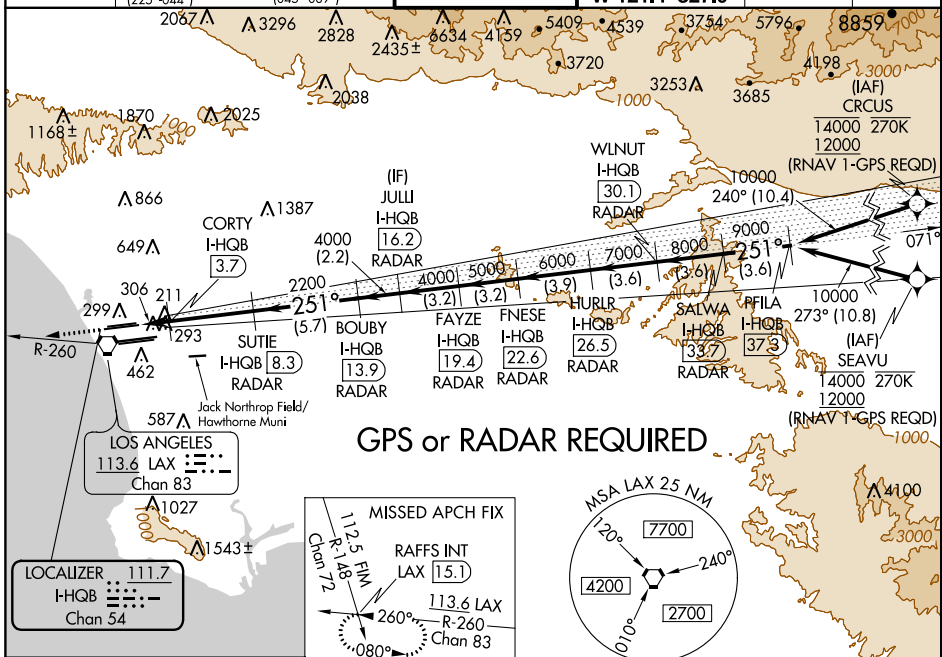 2067
3296
2828
2435±
6634
4159
5409
4539
3754
5796
8859
3720
4198
3000
2038
3253
3685
1000
1168±
1870
2025
(IAF)
CRCUS
14000 270K
12000
(RNAV 1-GPS REQD)
WLNUT
I-HQB
30.1
RADAR
10000
240° (10.4)
(IF)
JULLI
I-HQB
16.2
RADAR
866
1387
CORTY
I-HQB
3.7
649
4000
(2.2)
071°
9000
251°
(3.6)
8000
(3.6)
7000
(3.6)
6000
(3.9)
5000
(3.2)
4000
(3.2)
2200
251°
(5.7)
306
211
299
1293
462
R-260
10000
273° (10.8)
(IAF)
SEAVU
14000 270K
12000
(RNAV 1-GPS REQD)
SUTIE
I-HQB 8.3
RADAR
BOUBY
I-HQB
13.9
RADAR
FAYZE
I-HQB
19.4
RADAR
FNESE
I-HQB
22.6
RADAR
HURLR
I-HQB
26.5
RADAR
SALWA
I-HQB
33.7
RADAR
PFILA
I-HQB
37.3
Jack Northrop Field/
Hawthorne Muni
587
LOS ANGELES
113.6 LAX
Chan 83
GPS or RADAR REQUIRED
1000
1027
1000
1543±
4100
3000
LOCALIZER 111.7
I-HQB
Chan 54
MISSED APCH FIX
112.5 FIM
R-148
Chan 72
RAFFS INT
LAX 15.1
113.6 LAX
R-260
Chan 83
260°
080°
MSA LAX 25 NM
120°
7700
240°
4200
2700
010°